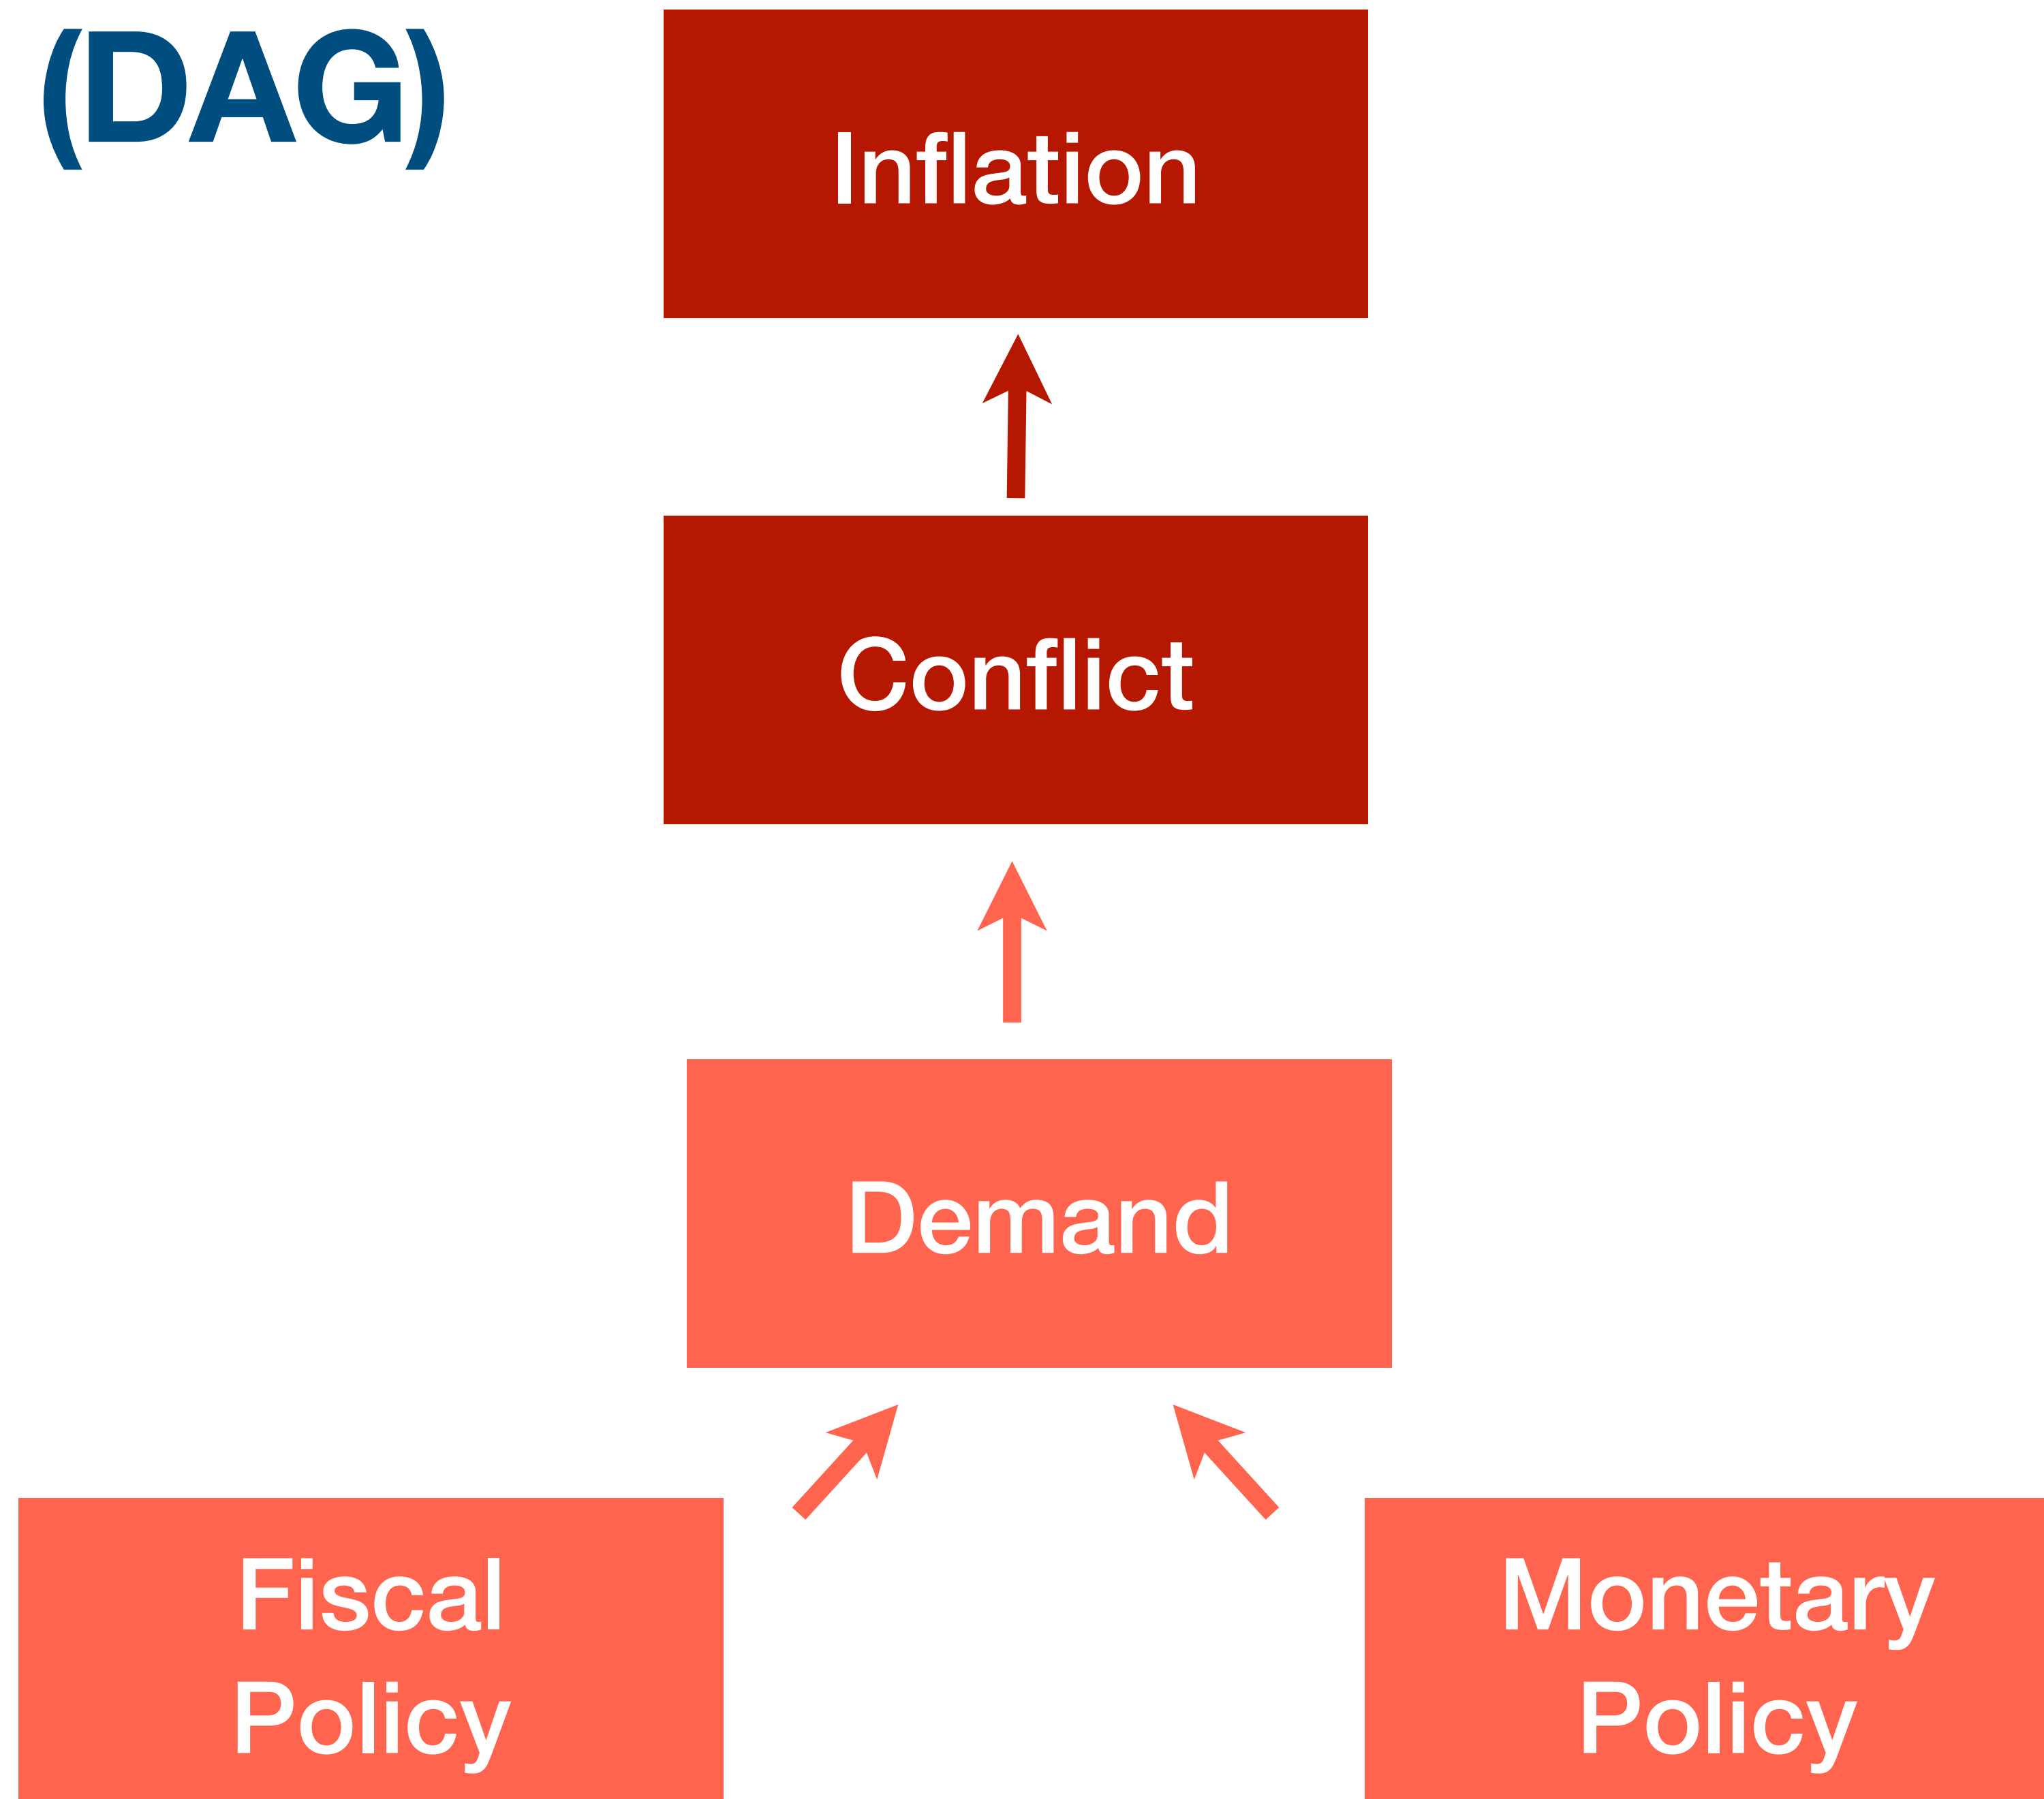 (DAG)
Inflation
Conflict
Demand
Fiscal
Policy
Monetary
Policy